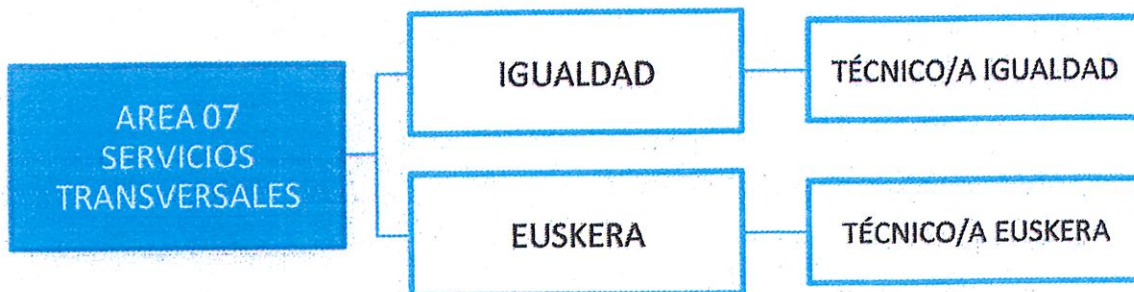 AREA 07
SERVICIOS
TRANSVERSALES
IGUALDAD
TÉCNICO/A IGUALDAD
EUSKERA
TÉCNICO/A EUSKERA